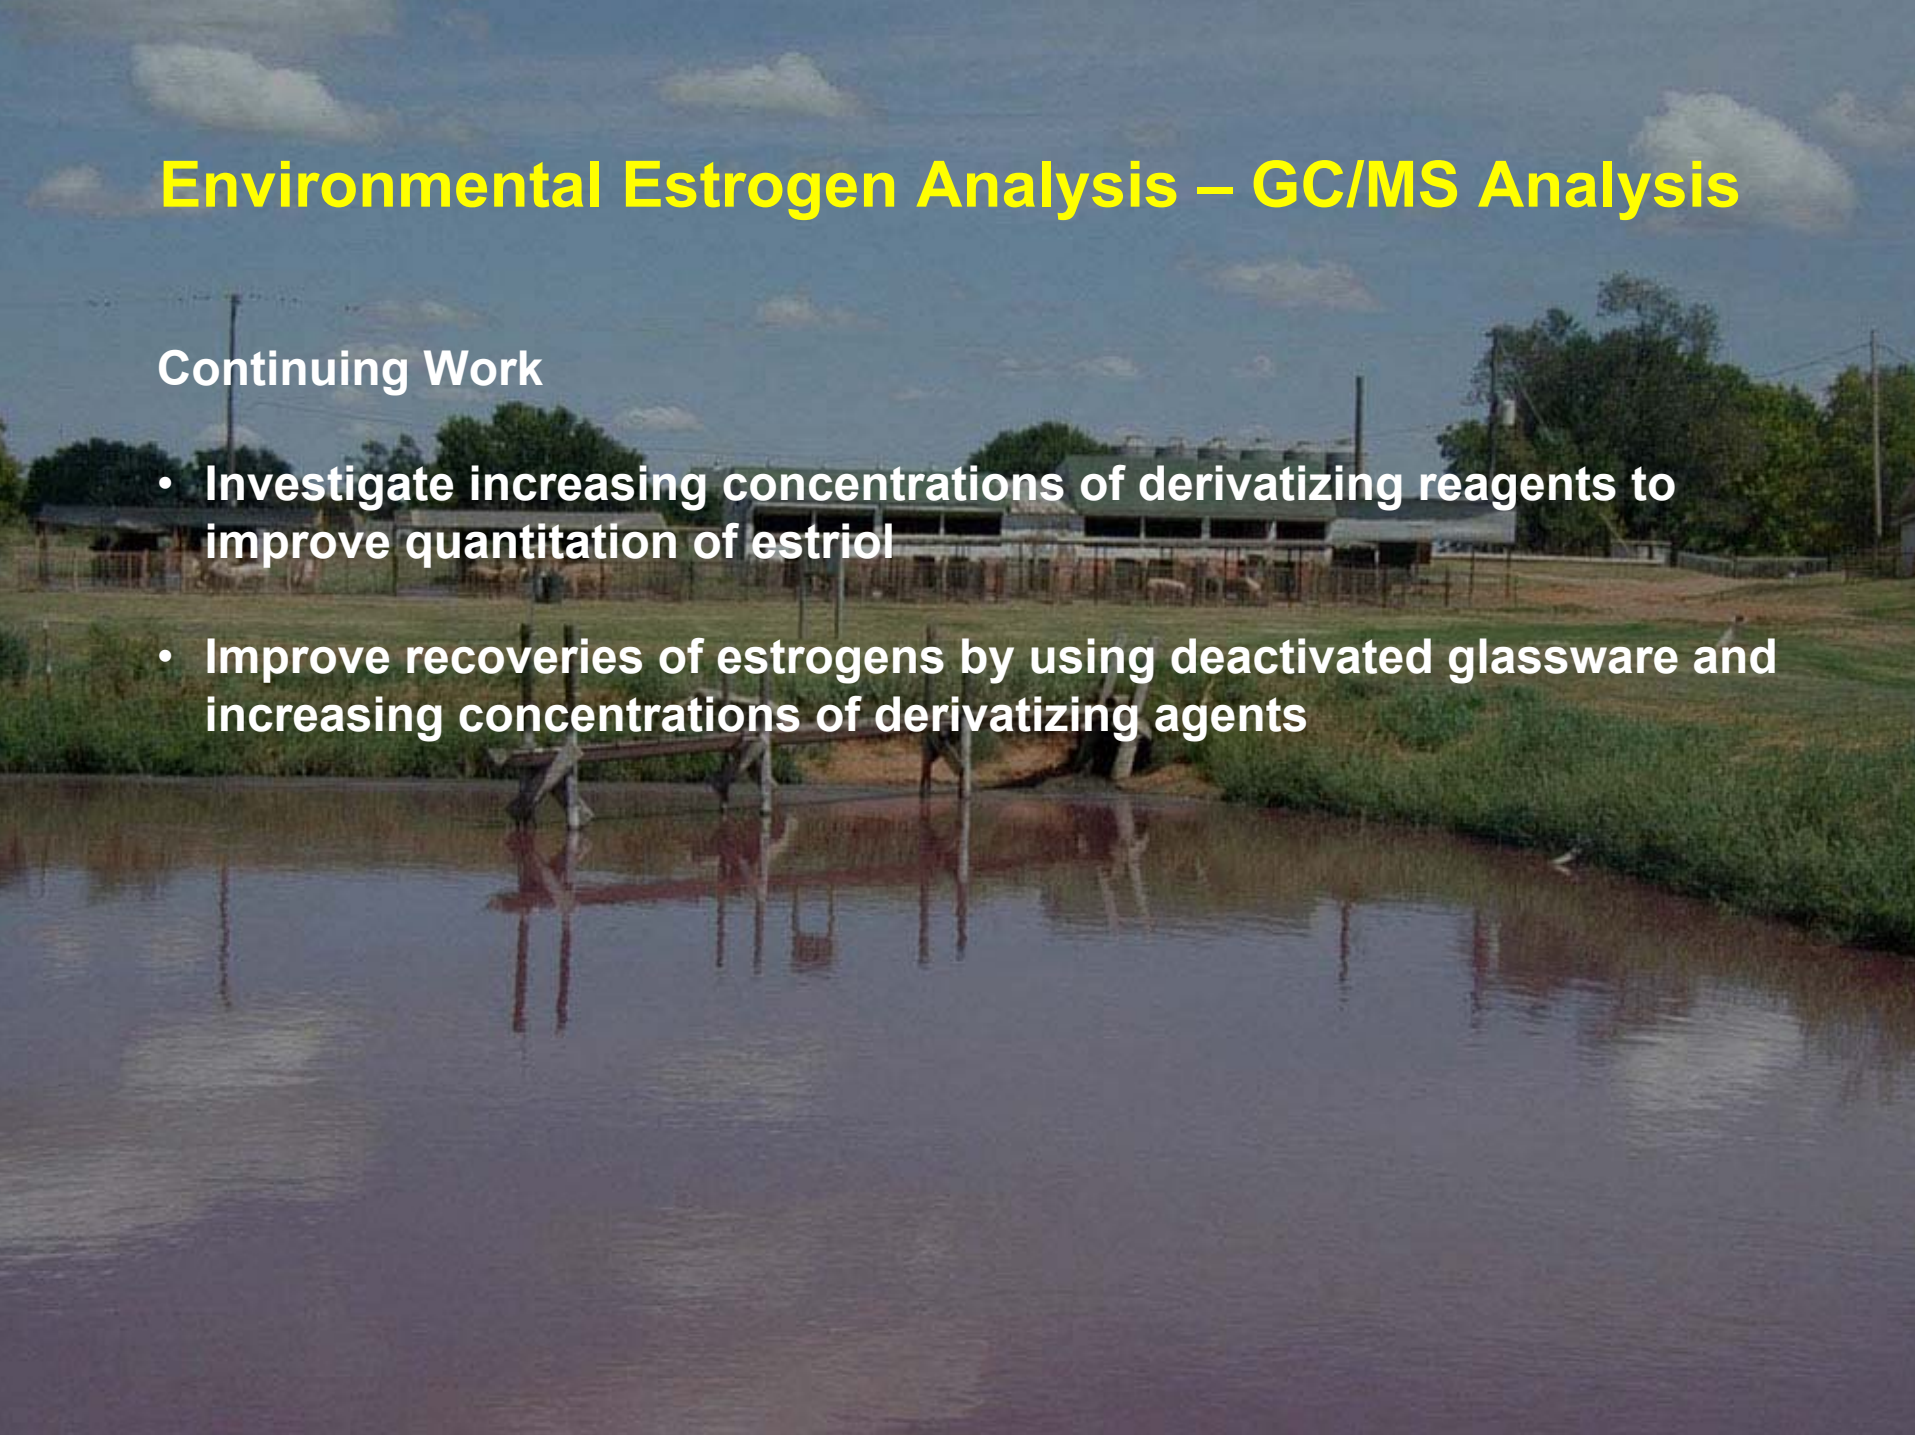 Environmental Estrogen Analysis – GC/MS Analysis
Continuing Work
• Investigate increasing concentrations of derivatizing reagents to
improve quantitation of estriol
• Improve recoveries of estrogens by using deactivated glassware and
increasing concentrations of derivatizing agents